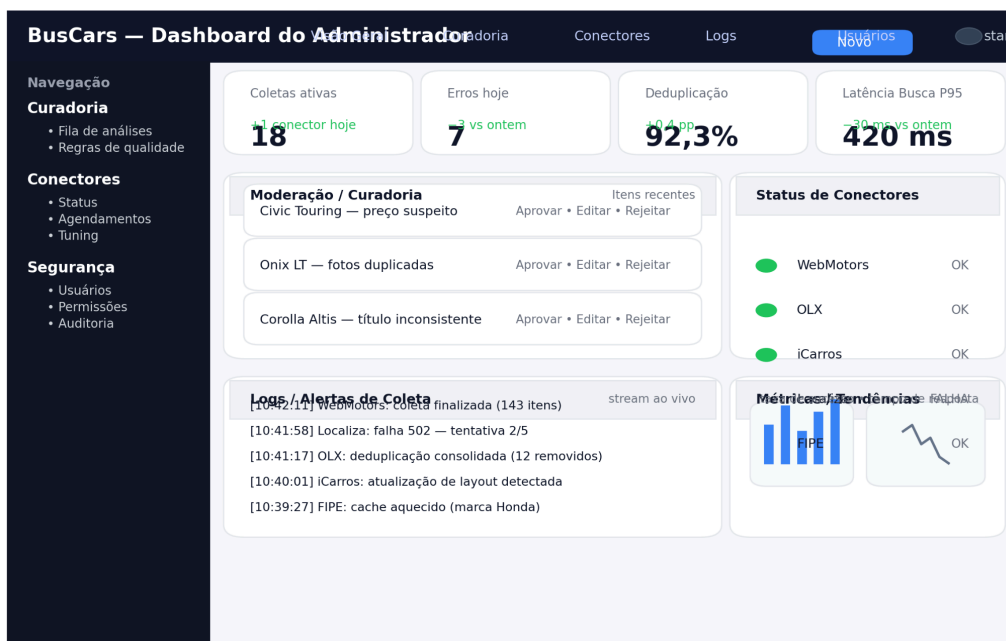 BusCars — Dashboard do Administrador
Visão Geral
Curadoria
Conectores
Logs
Usuários
Novo
Navegação
Curadoria
• Fila de análises
• Regras de qualidade
Conectores
• Status
• Agendamentos
• Tuning
Segurança
• Usuários
• Permissões
• Auditoria
Coletas ativas
+1 conector hoje
18
Erros hoje
−3 vs ontem
7
Deduplicação
+0,4 pp
92,3%
Latência Busca P95
−30 ms vs ontem
420 ms
Moderação / Curadoria
Itens recentes
Civic Touring — preço suspeito
Aprovar • Editar • Rejeitar
Onix LT — fotos duplicadas
Aprovar • Editar • Rejeitar
Corolla Altis — título inconsistente
Aprovar • Editar • Rejeitar
Status de Conectores
WebMotors
OK
OLX
OK
iCarros
OK
Logs / Alertas de Coleta
stream ao vivo
[10:42:11] WebMotors: coleta finalizada (143 itens)
[10:41:58] Localiza: falha 502 — tentativa 2/5
[10:41:17] OLX: deduplicação consolidada (12 removidos)
[10:40:01] iCarros: atualização de layout detectada
[10:39:27] FIPE: cache aquecido (marca Honda)
Métricas / Tendências
FALHA
FIPE
OK